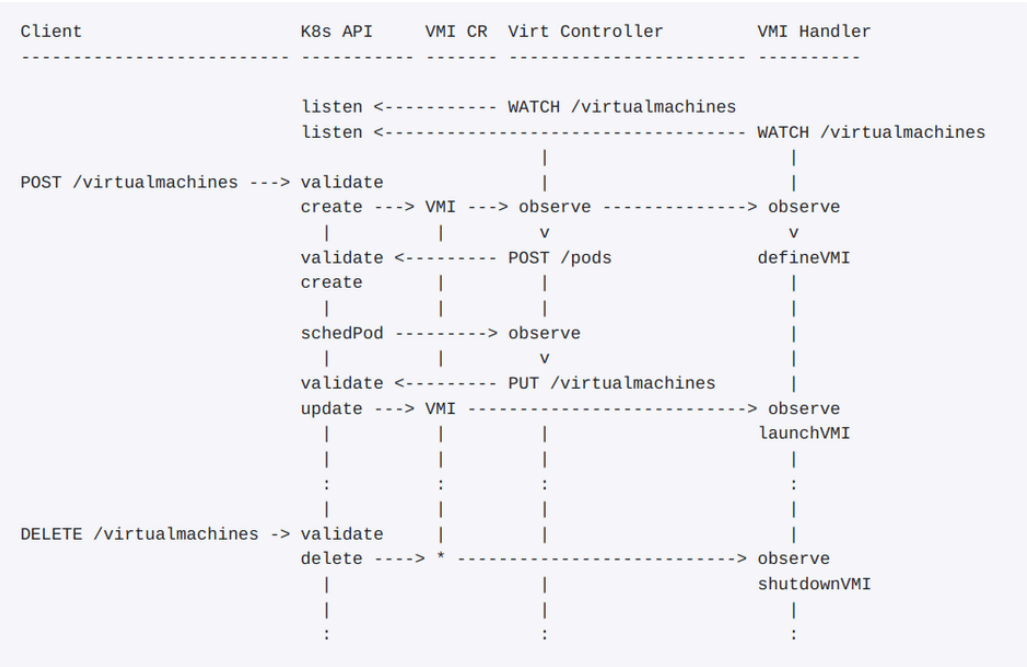 Client                     K8s API     VMI CR  Virt Controller         VMI Handler
-------------------------- ----------- ------- ----------------------- ----------

                           listen <----------- WATCH /virtualmachines
                           listen <----------------------------------- WATCH /virtualmachines
                                                  |                       |
POST /virtualmachines ---> validate               |                       |
                           create ---> VMI ---> observe --------------> observe
                             |          |         v                       v
                           validate <--------- POST /pods              defineVMI
                           create       |         |                       |
                             |          |         |                       |
                           schedPod ---------> observe                    |
                             |          |         v                       |
                           validate <--------- PUT /virtualmachines       |
                           update ---> VMI ---------------------------> observe
                             |          |         |                    launchVMI
                             |          |         |                       |
                             :          :         :                       :
                             |          |         |                       |
DELETE /virtualmachines -> validate     |         |                       |
                           delete ----> * ---------------------------> observe
                             |                    |                    shutdownVMI
                             |                    |                       |
                             :                    :                       :